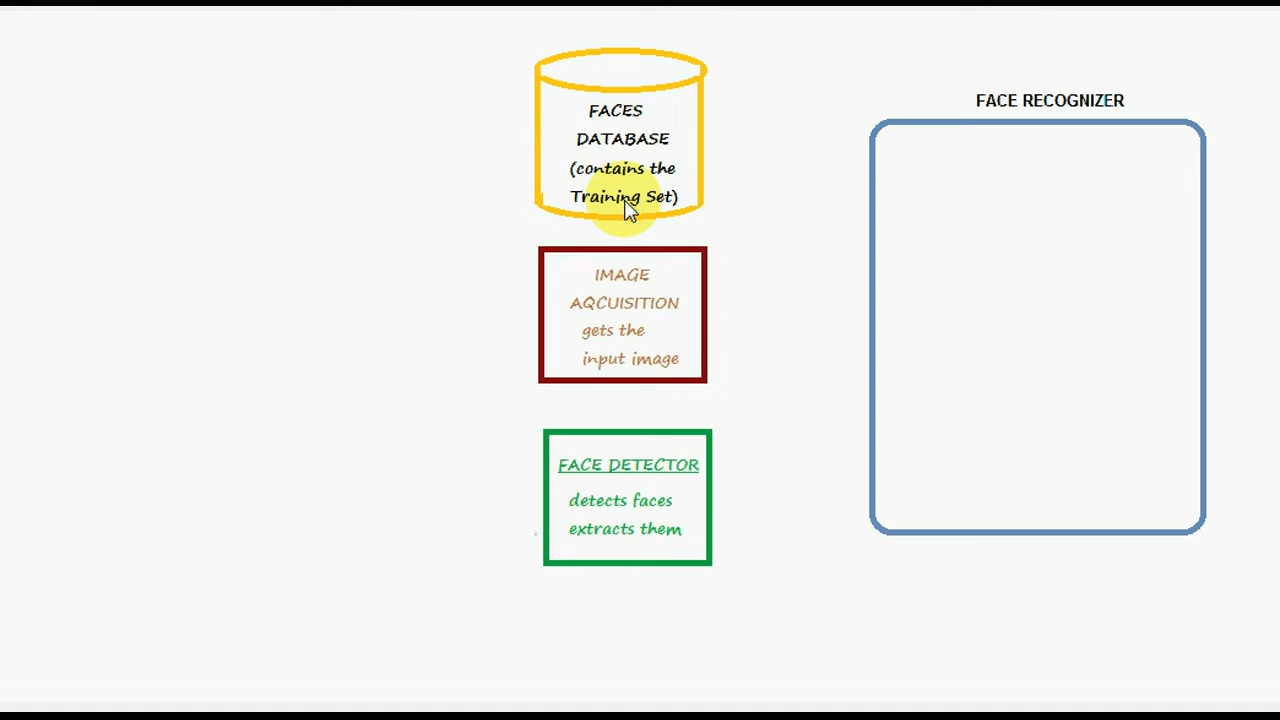 FACES
DATABASE
(contains the
Training Set)
IMAGE
AQCUISITION
gets the
input image
FACE DETECTOR
detects faces
extracts them
FACE RECOGNIZER